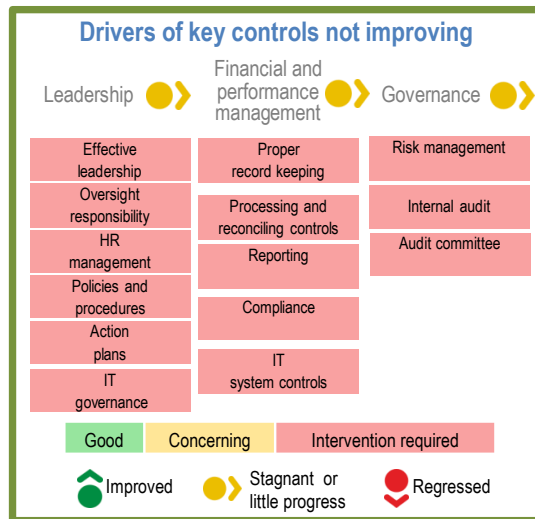 Drivers of key controls not improving
Leadership
Financial and
performance
management
Governance
Effective
leadership
Oversight
responsibility
HR
management
Policies and
procedures
Action
plans
IT
governance
Proper
record keeping
Processing and
reconciling controls
Reporting
Compliance
IT
system controls
Risk management
Internal audit
Audit committee
Good
Concerning
Intervention required
Improved
Stagnant or
little progress
Regressed